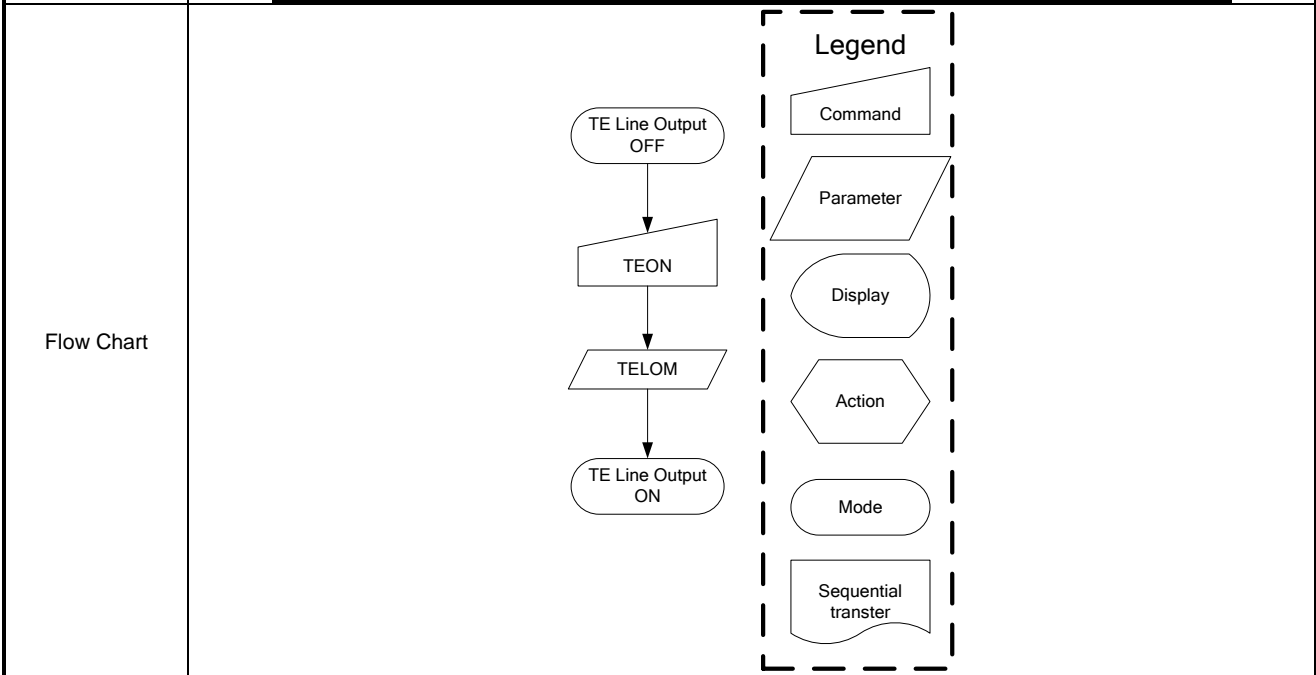 Flow Chart
TE Line Output
OFF
TEON
TELOM
TE Line Output
ON
Legend
Command
Parameter
Display
Action
Mode
Sequential
transter